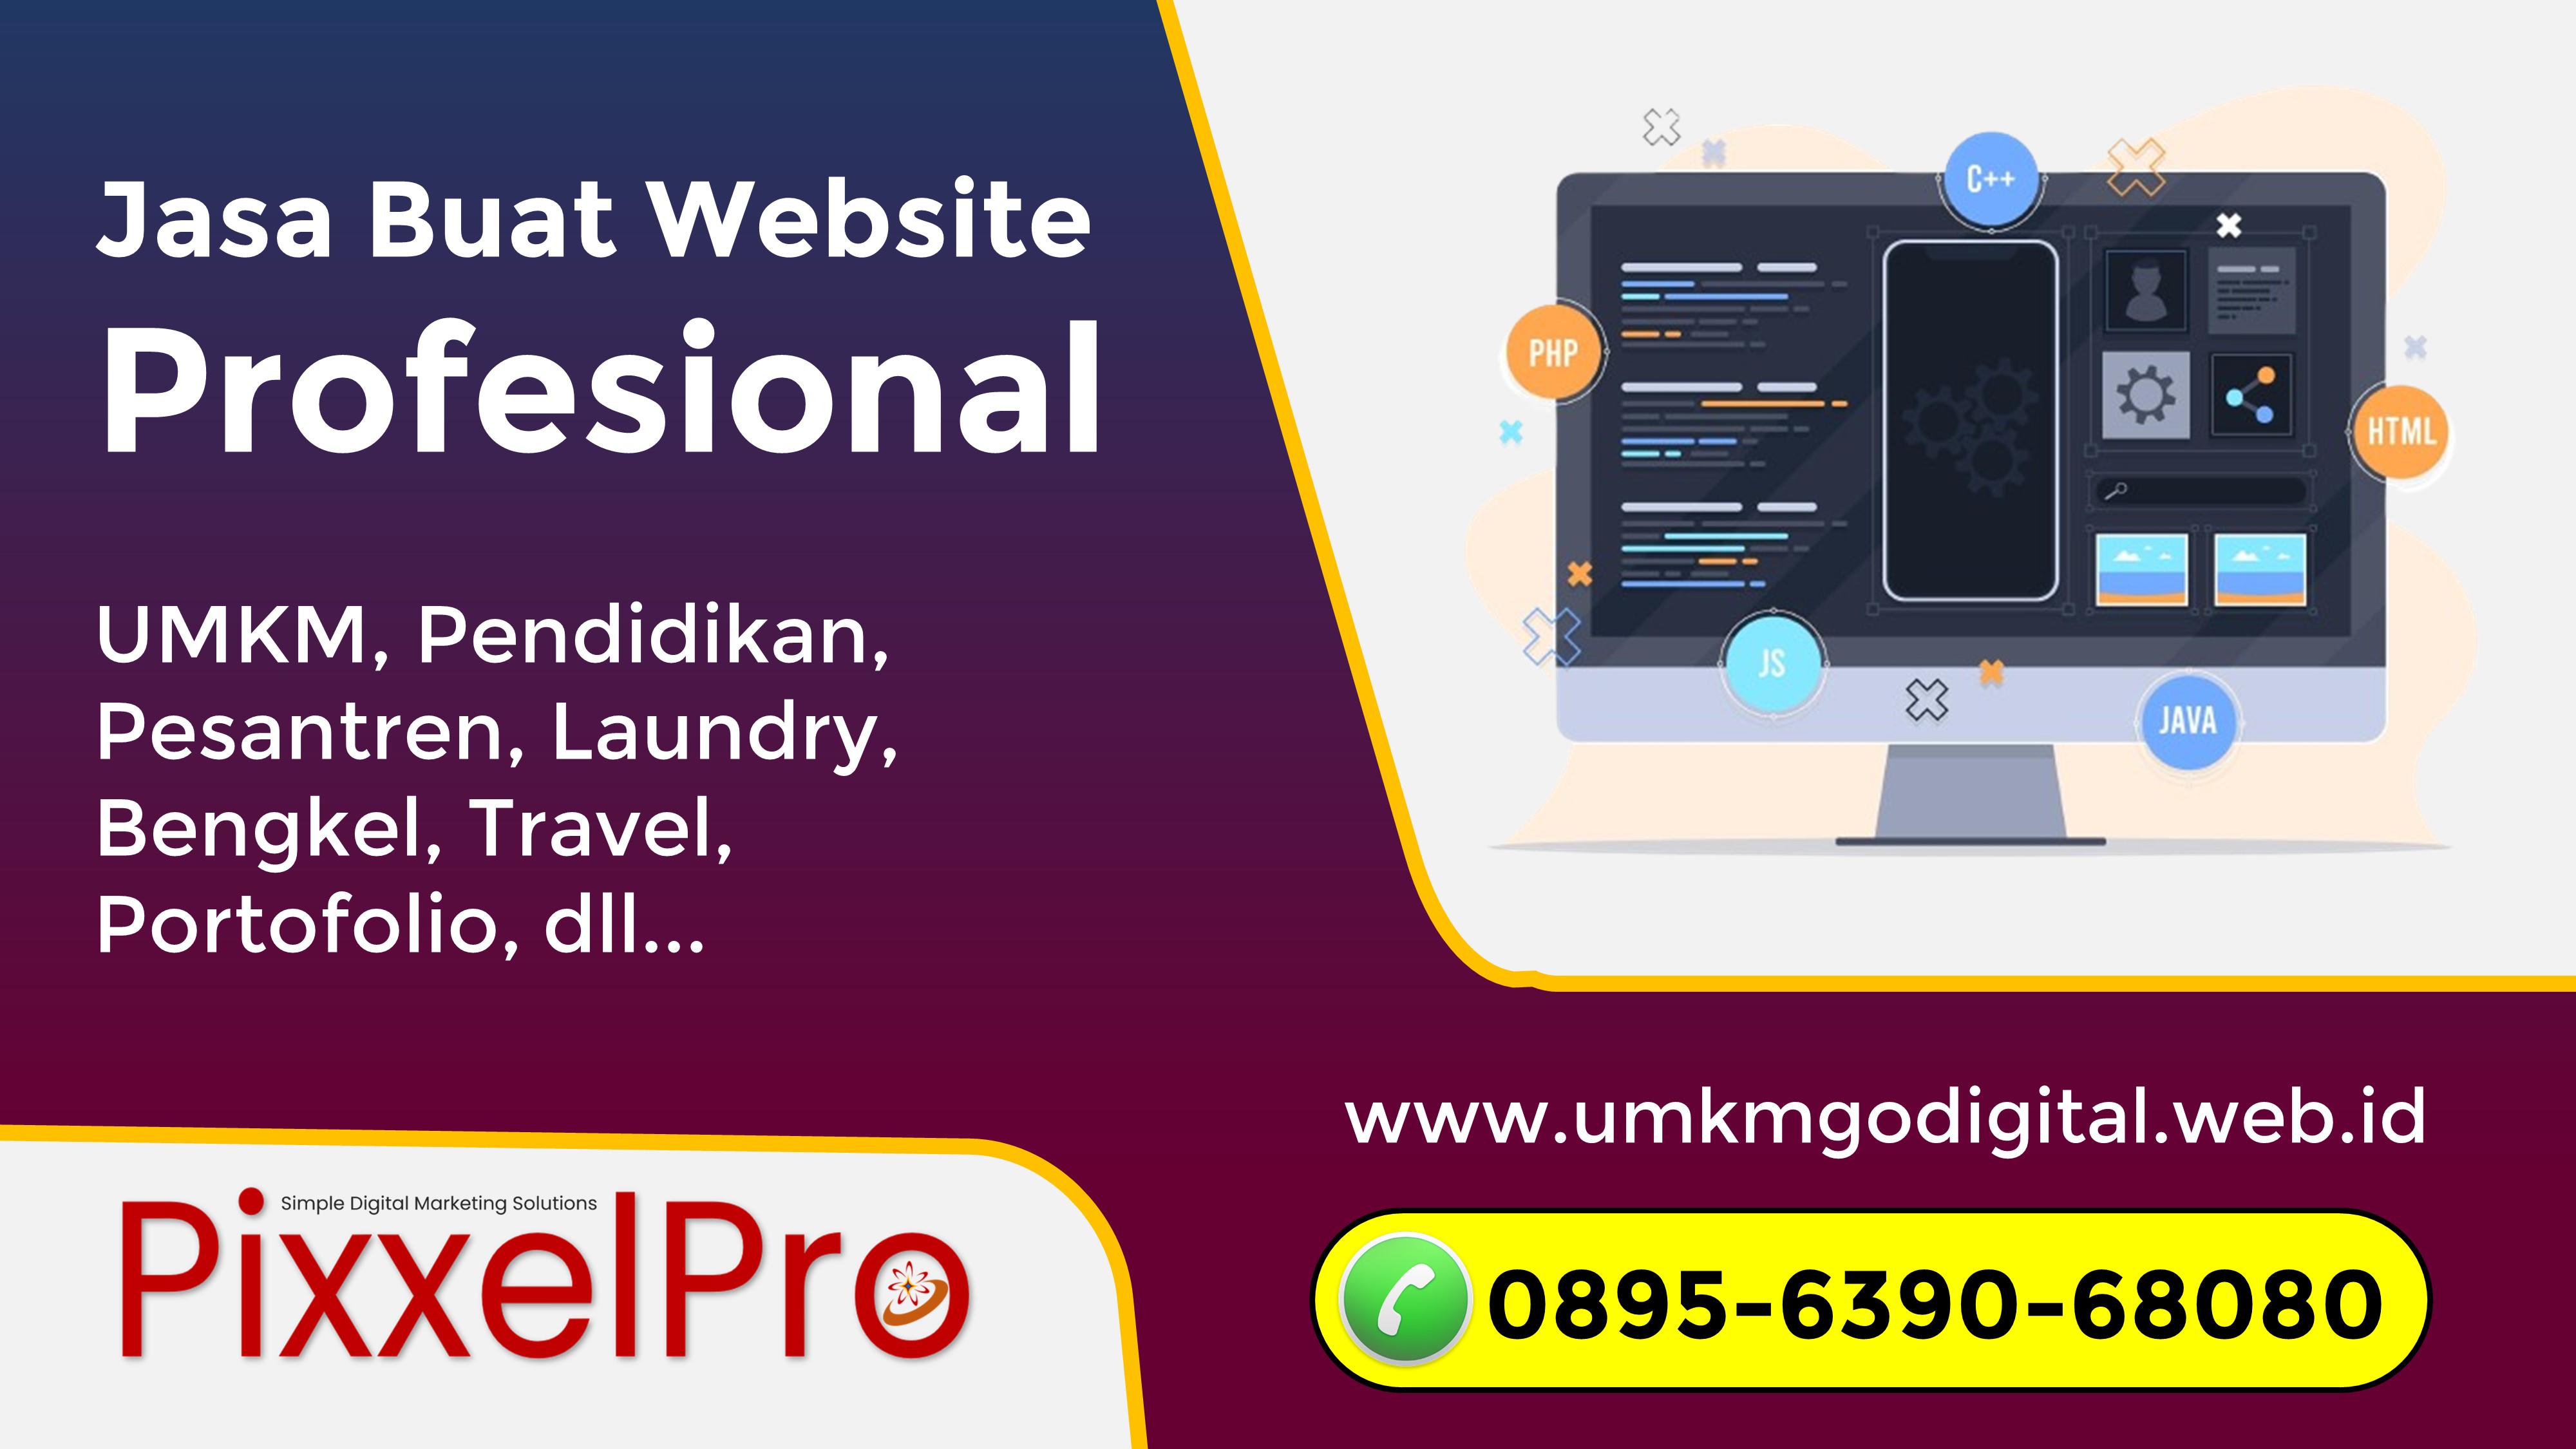 Jasa Buat Website
Profesional
UMKM, Pendidikan,
Pesantren, Laundry,
Bengkel, Travel,
Portofolio, dll...
C++
PHP
HTML
JS
JAVA
www.umkmgodigital.web.id
0895-6390-68080
Simple Digital Marketing Solutions
PixxelPro